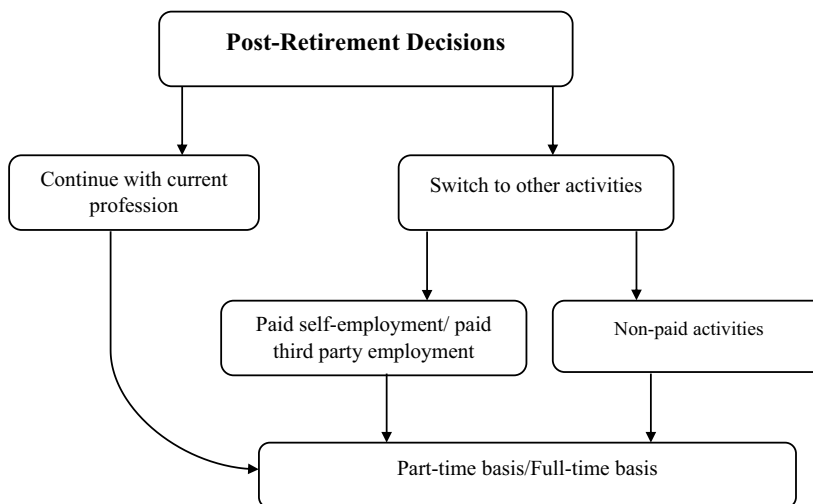 Post-Retirement Decisions
Continue with current
profession
Switch to other activities
Paid self-employment/ paid
third party employment
Non-paid activities
Part-time basis/Full-time basis